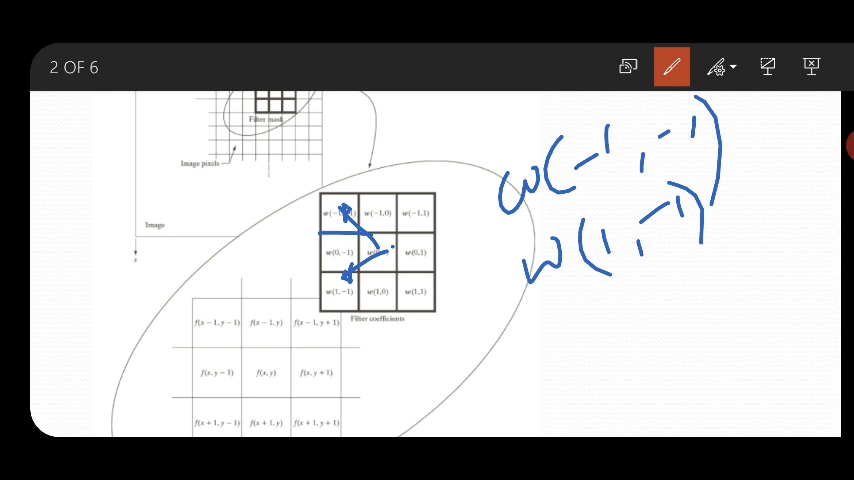 2 OF 6
Filter mask
Image pixels
Image
x
w(-1,0) w(-1,1)
w(0,-1) w(0,1)
w(1,-1) w(1,0) w(1,1)
Filter coefficients
f(x-1, y-1) f(x-1, y) f(x-1, y+1)
f(x, y-1) f(x, y) f(x, y+1)
f(x+1, y-1) f(x+1, y) f(x+1, y+1)
w(-1, -1)
w(1, -1)